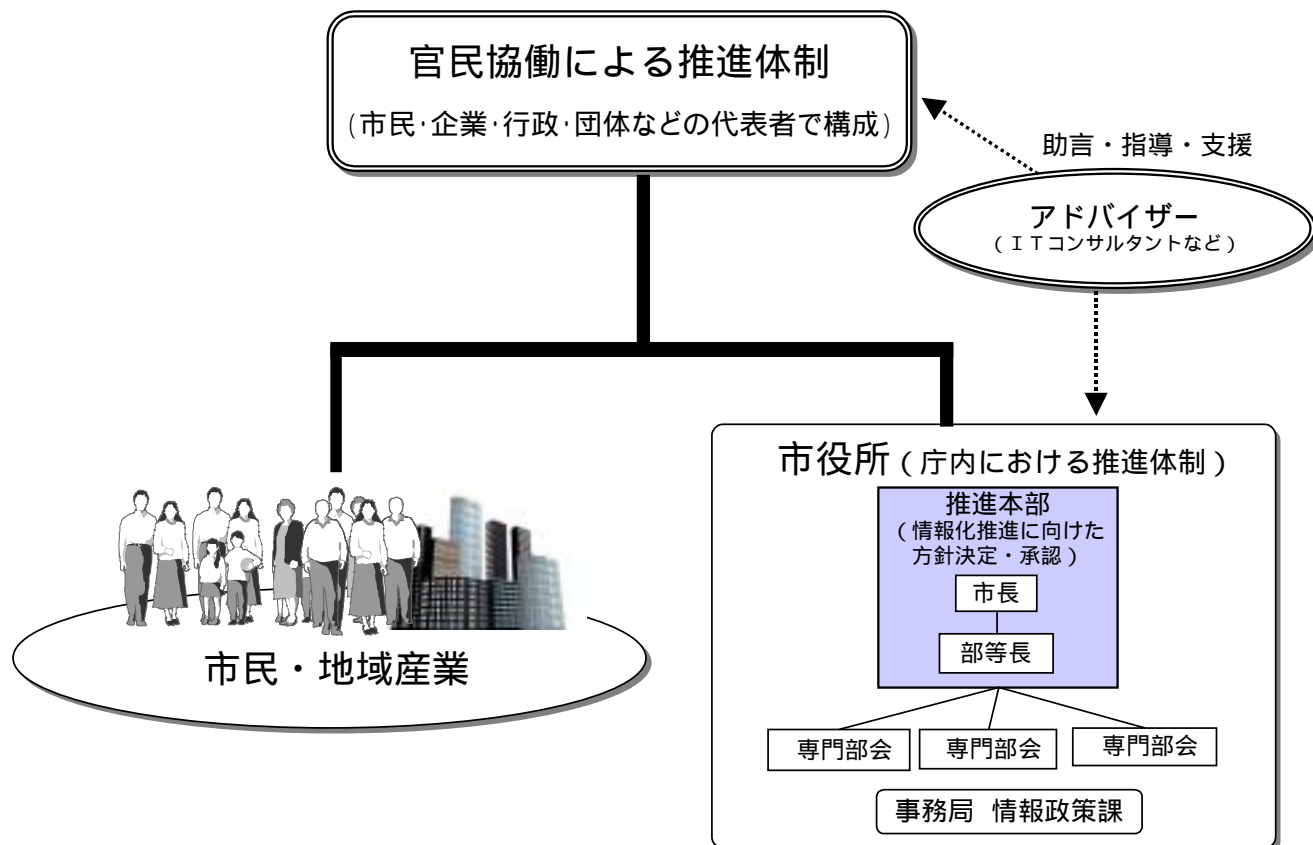 官民協働による推進体制
(市民・企業・行政・団体などの代表者で構成)
助言・指導・支援
アドバイザー
（ＩＴコンサルタントなど）
市役所（庁内における推進体制）
推進本部
（情報化推進に向けた
方針決定・承認）
市長
部等長
市民・地域産業
専門部会
専門部会
専門部会
事務局 情報政策課